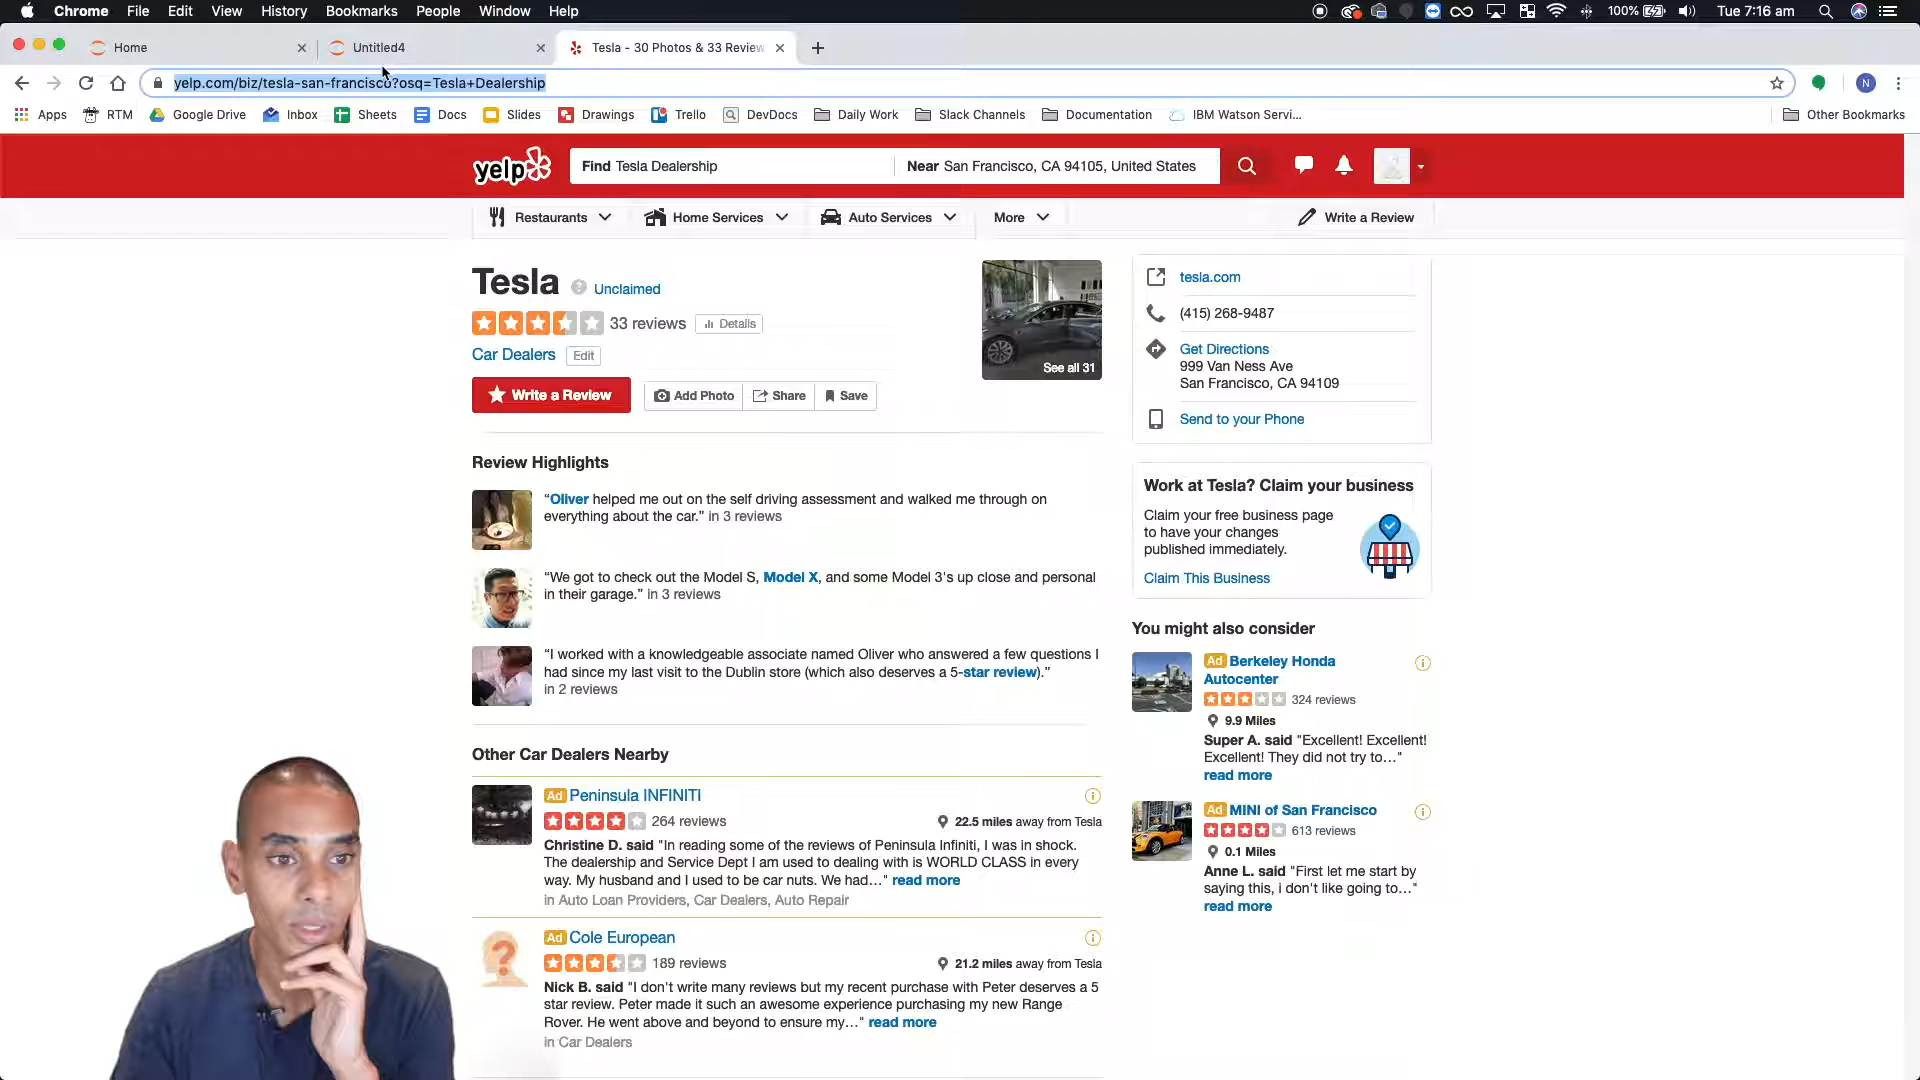 Chrome File Edit View History Bookmarks People Window Help 100% Tue 7:16 am
Home Untitled4 Tesla - 30 Photos & 33 Review
yelp.com/biz/tesla-san-francisco?osq=Tesla+Dealership N
Apps RTM Google Drive Inbox Sheets Docs Slides Drawings Trello DevDocs Daily Work Slack Channels Documentation IBM Watson Servi... Other Bookmarks
yelp Find Tesla Dealership Near San Francisco, CA 94105, United States
Restaurants Home Services Auto Services More Write a Review
Tesla Unclaimed
33 reviews Details
Car Dealers Edit
Write a Review Add Photo Share Save
See all 31
tesla.com
(415) 268-9487
Get Directions
999 Van Ness Ave
San Francisco, CA 94109
Send to your Phone
Review Highlights
“Oliver helped me out on the self driving assessment and walked me through on
everything about the car.” in 3 reviews
“We got to check out the Model S, Model X, and some Model 3's up close and personal
in their garage.” in 3 reviews
“I worked with a knowledgeable associate named Oliver who answered a few questions I
had since my last visit to the Dublin store (which also deserves a 5-star review).”
in 2 reviews
Work at Tesla? Claim your business
Claim your free business page
to have your changes
published immediately.
Claim This Business
You might also consider
Ad Berkeley Honda
Autocenter
324 reviews
9.9 Miles
Super A. said "Excellent! Excellent!
Excellent! They did not try to…"
read more
Ad MINI of San Francisco
613 reviews
0.1 Miles
Anne L. said "First let me start by
saying this, i don't like going to…"
read more
Other Car Dealers Nearby
Ad Peninsula INFINITI
264 reviews 22.5 miles away from Tesla
Christine D. said "In reading some of the reviews of Peninsula Infiniti, I was in shock.
The dealership and Service Dept I am used to dealing with is WORLD CLASS in every
way. My husband and I used to be car nuts. We had…" read more
in Auto Loan Providers, Car Dealers, Auto Repair
Ad Cole European
189 reviews 21.2 miles away from Tesla
Nick B. said "I don't write many reviews but my recent purchase with Peter deserves a 5
star review. Peter made it such an awesome experience purchasing my new Range
Rover. He went above and beyond to ensure my…" read more
in Car Dealers